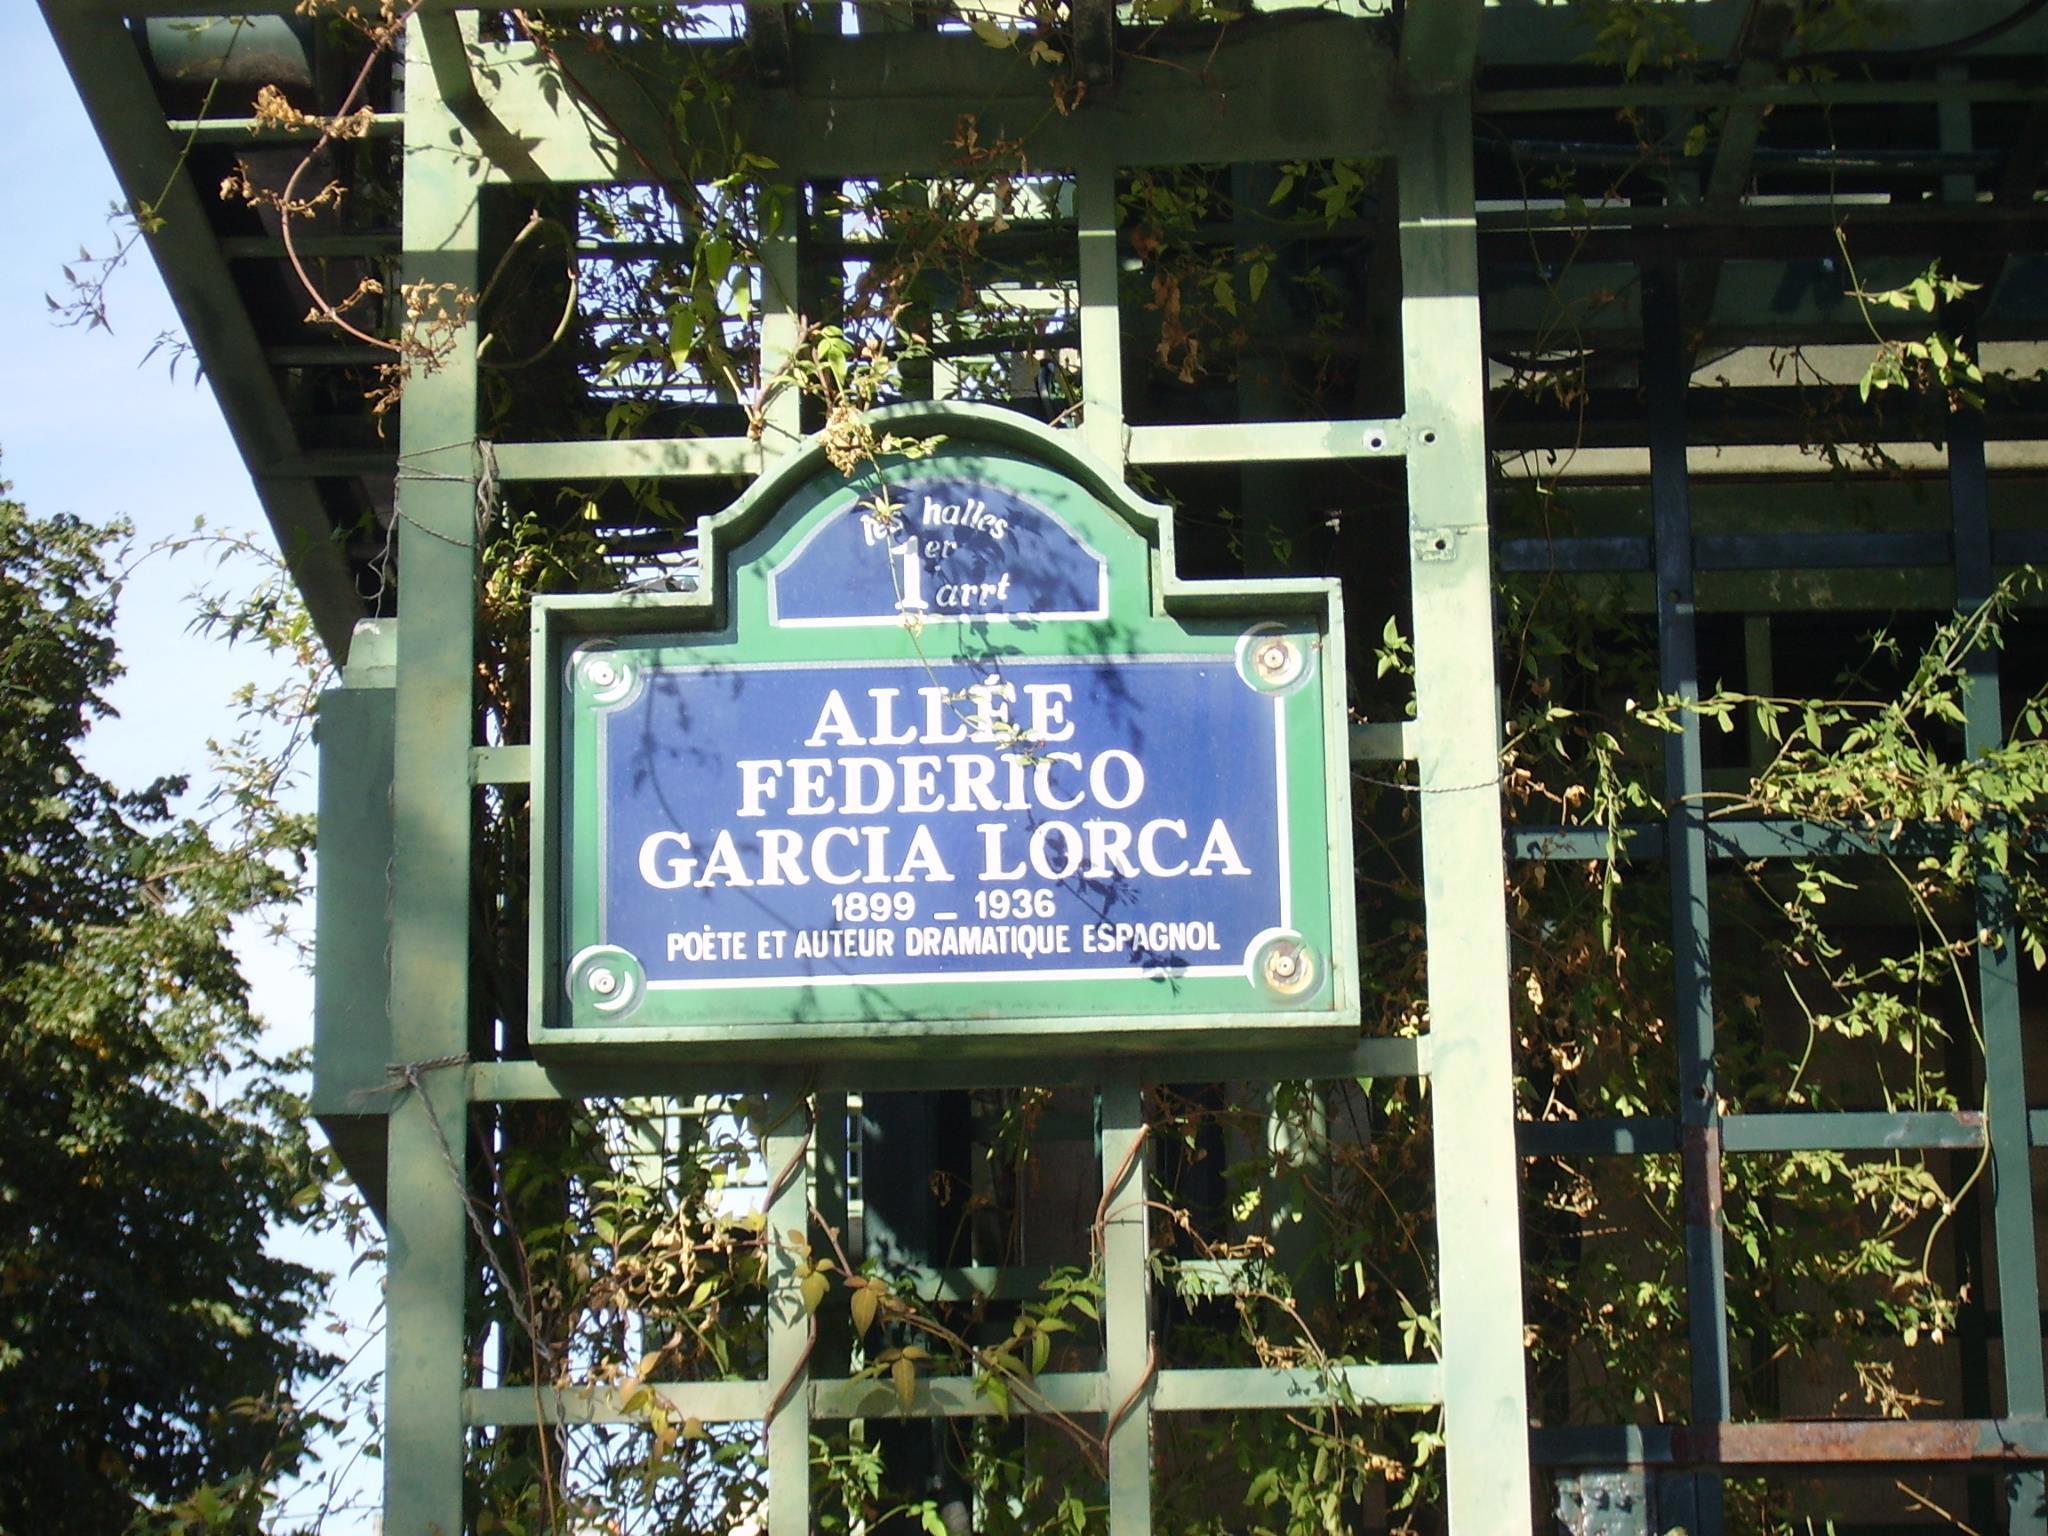 les halles
1er arrt
ALLÉE
FEDERICO
GARCIA LORCA
1899 _ 1936
POÈTE ET AUTEUR DRAMATIQUE ESPAGNOL